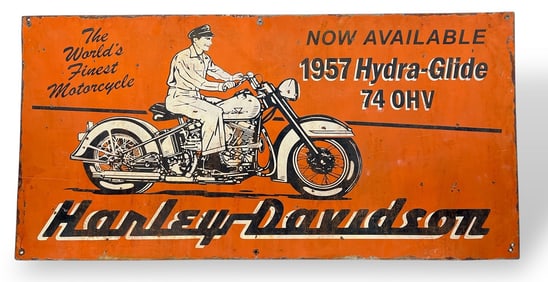 The
World's
Finest
Motorcycle
NOW AVAILABLE
1957 Hydra-Glide
74 OHV
Harley-Davidson